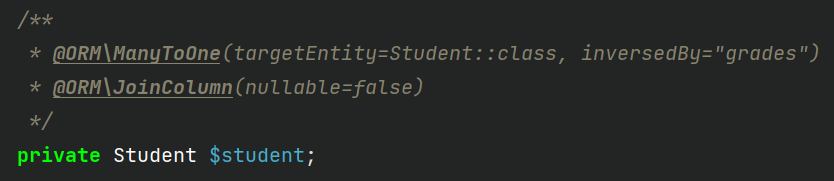 /**
 * @ORM\ManyToOne(targetEntity=Student::class, inversedBy="grades")
 * @ORM\JoinColumn(nullable=false)
 */
private Student $student;